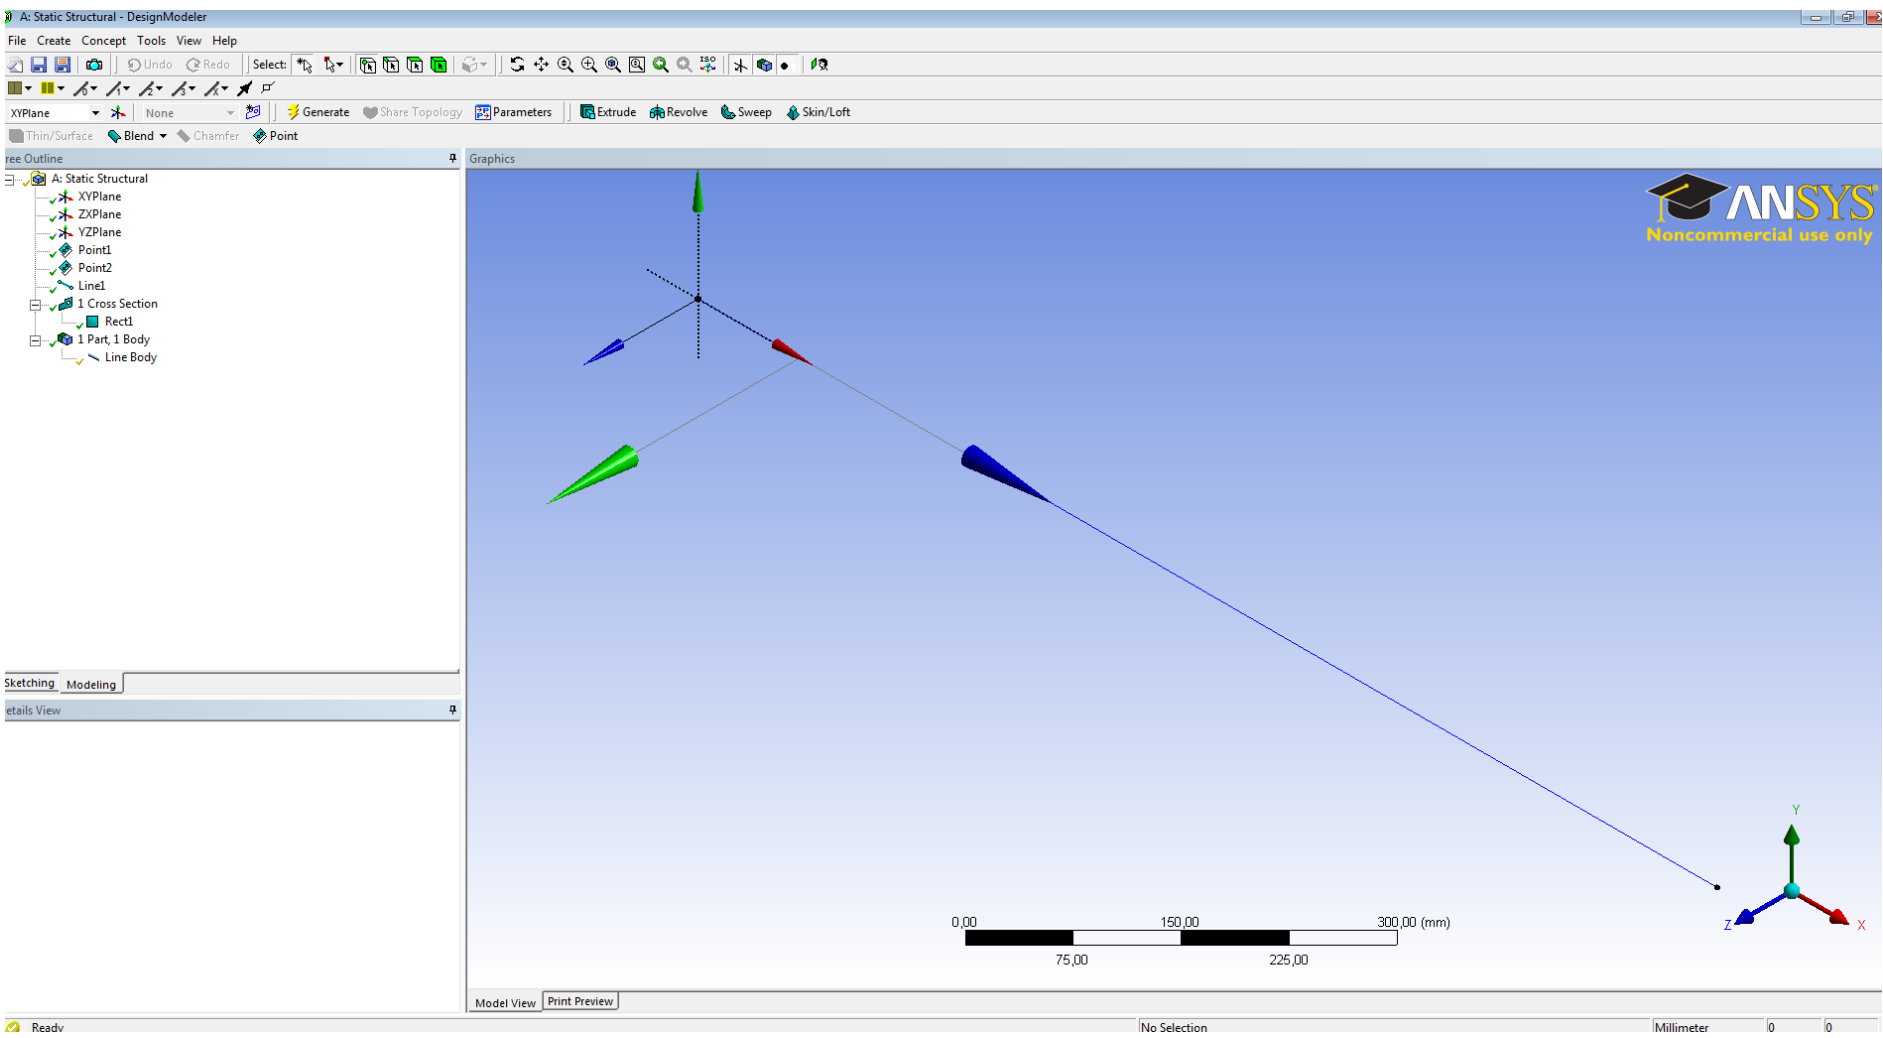 A: Static Structural - DesignModeler
File Create Concept Tools View Help
Undo Redo Select: ISO
XYPlane None Generate Share Topology Parameters Extrude Revolve Sweep Skin/Loft
Thin/Surface Blend Chamfer Point
ree Outline
A: Static Structural
XYPlane
ZXPlane
YZPlane
Point1
Point2
Line1
1 Cross Section
Rect1
1 Part, 1 Body
Line Body
Sketching Modeling
etails View
Graphics
ANSYS
Noncommercial use only
Y
Z X
0,00 150,00 300,00 (mm)
75,00 225,00
Model View Print Preview
Ready No Selection Millimeter 0 0